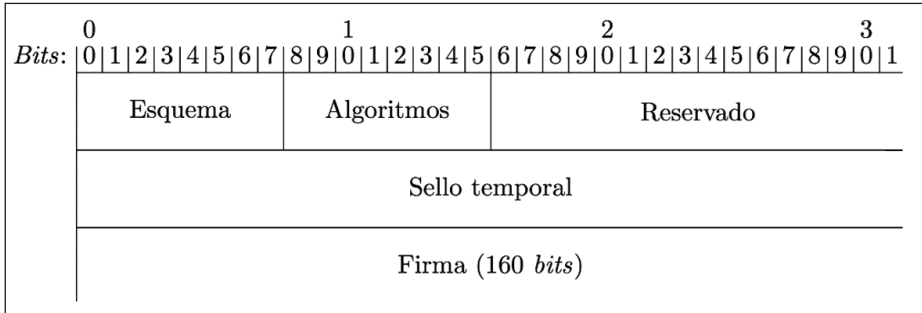 0 1 2 3
Bits: |0|1|2|3|4|5|6|7|8|9|0|1|2|3|4|5|6|7|8|9|0|1|2|3|4|5|6|7|8|9|0|1
Esquema Algoritmos Reservado
Sello temporal
Firma (160 bits)